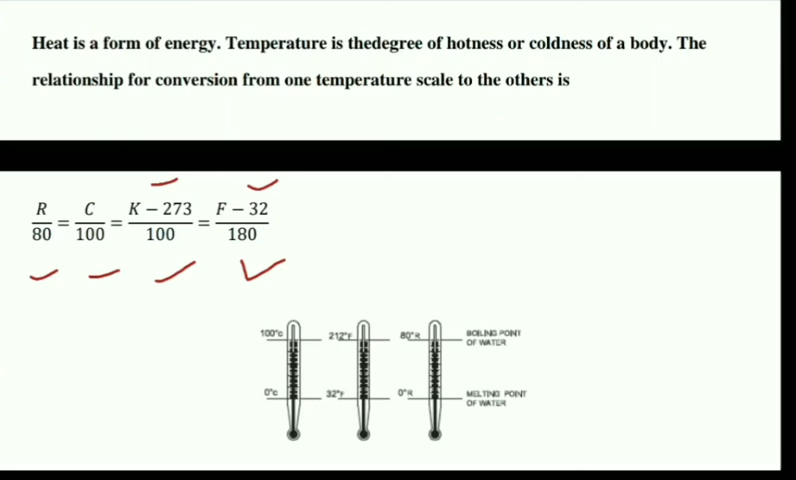 Heat is a form of energy. Temperature is thedegree of hotness or coldness of a body. The
relationship for conversion from one temperature scale to the others is
R/80 = C/100 = K − 273/100 = F − 32/180
100°c 212°F 80°R BOILING POINT
OF WATER
0°c 32°F 0°R MELTING POINT
OF WATER